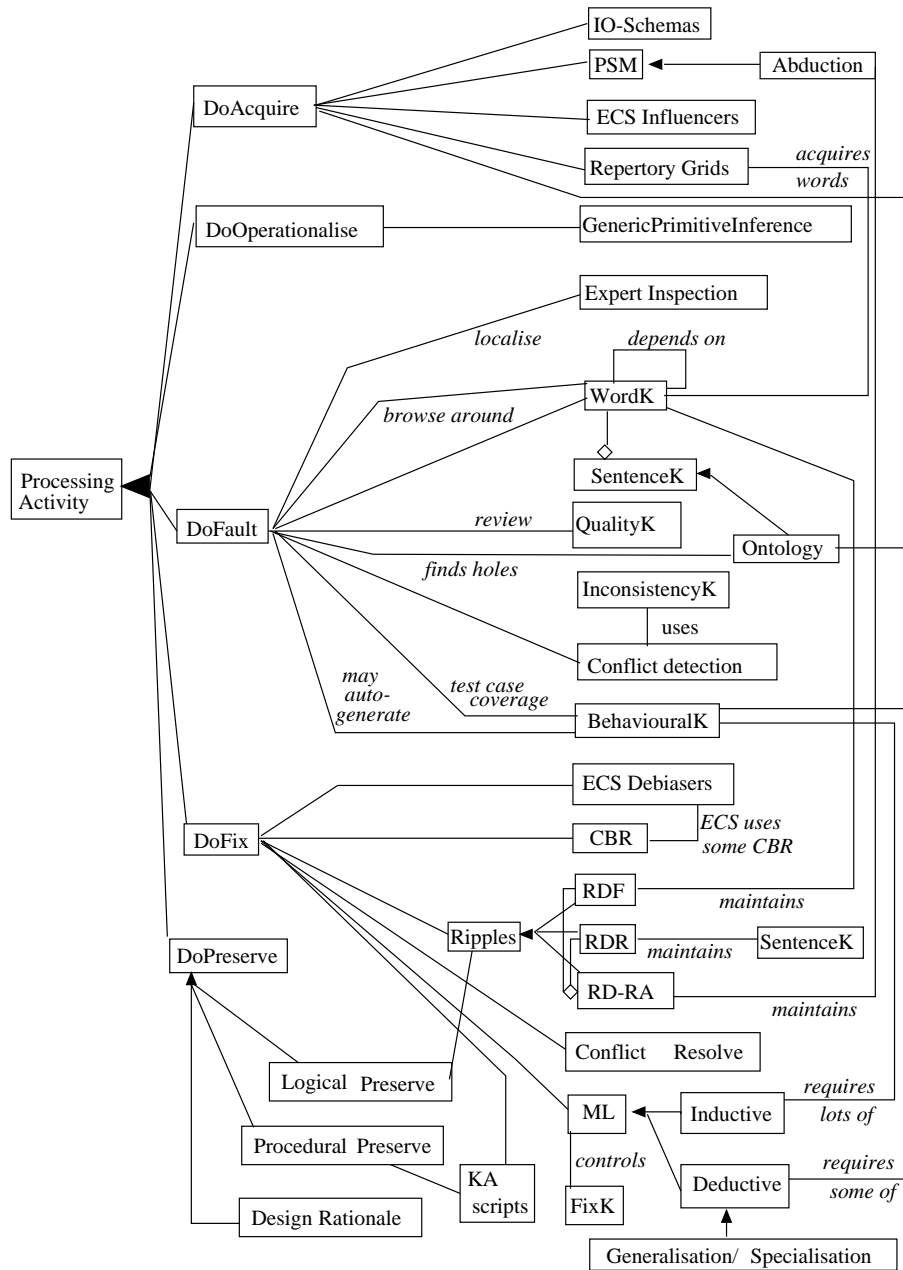 IO-Schemas
PSM
Abduction
DoAcquire
ECS Influencers
Repertory Grids
acquires
words
DoOperationalise
GenericPrimitiveInference
Expert Inspection
localise
depends on
WordK
browse around
Processing
Activity
SentenceK
DoFault
review
QualityK
Ontology
finds holes
InconsistencyK
uses
Conflict detection
may
auto-
generate
test case
coverage
BehaviouralK
ECS Debiasers
DoFix
CBR
ECS uses
some CBR
RDF
maintains
Ripples
RDR
maintains
SentenceK
DoPreserve
RD-RA
maintains
Conflict Resolve
Logical Preserve
ML
Inductive
requires
lots of
Procedural Preserve
KA
scripts
controls
FixK
Deductive
requires
some of
Design Rationale
Generalisation/ Specialisation